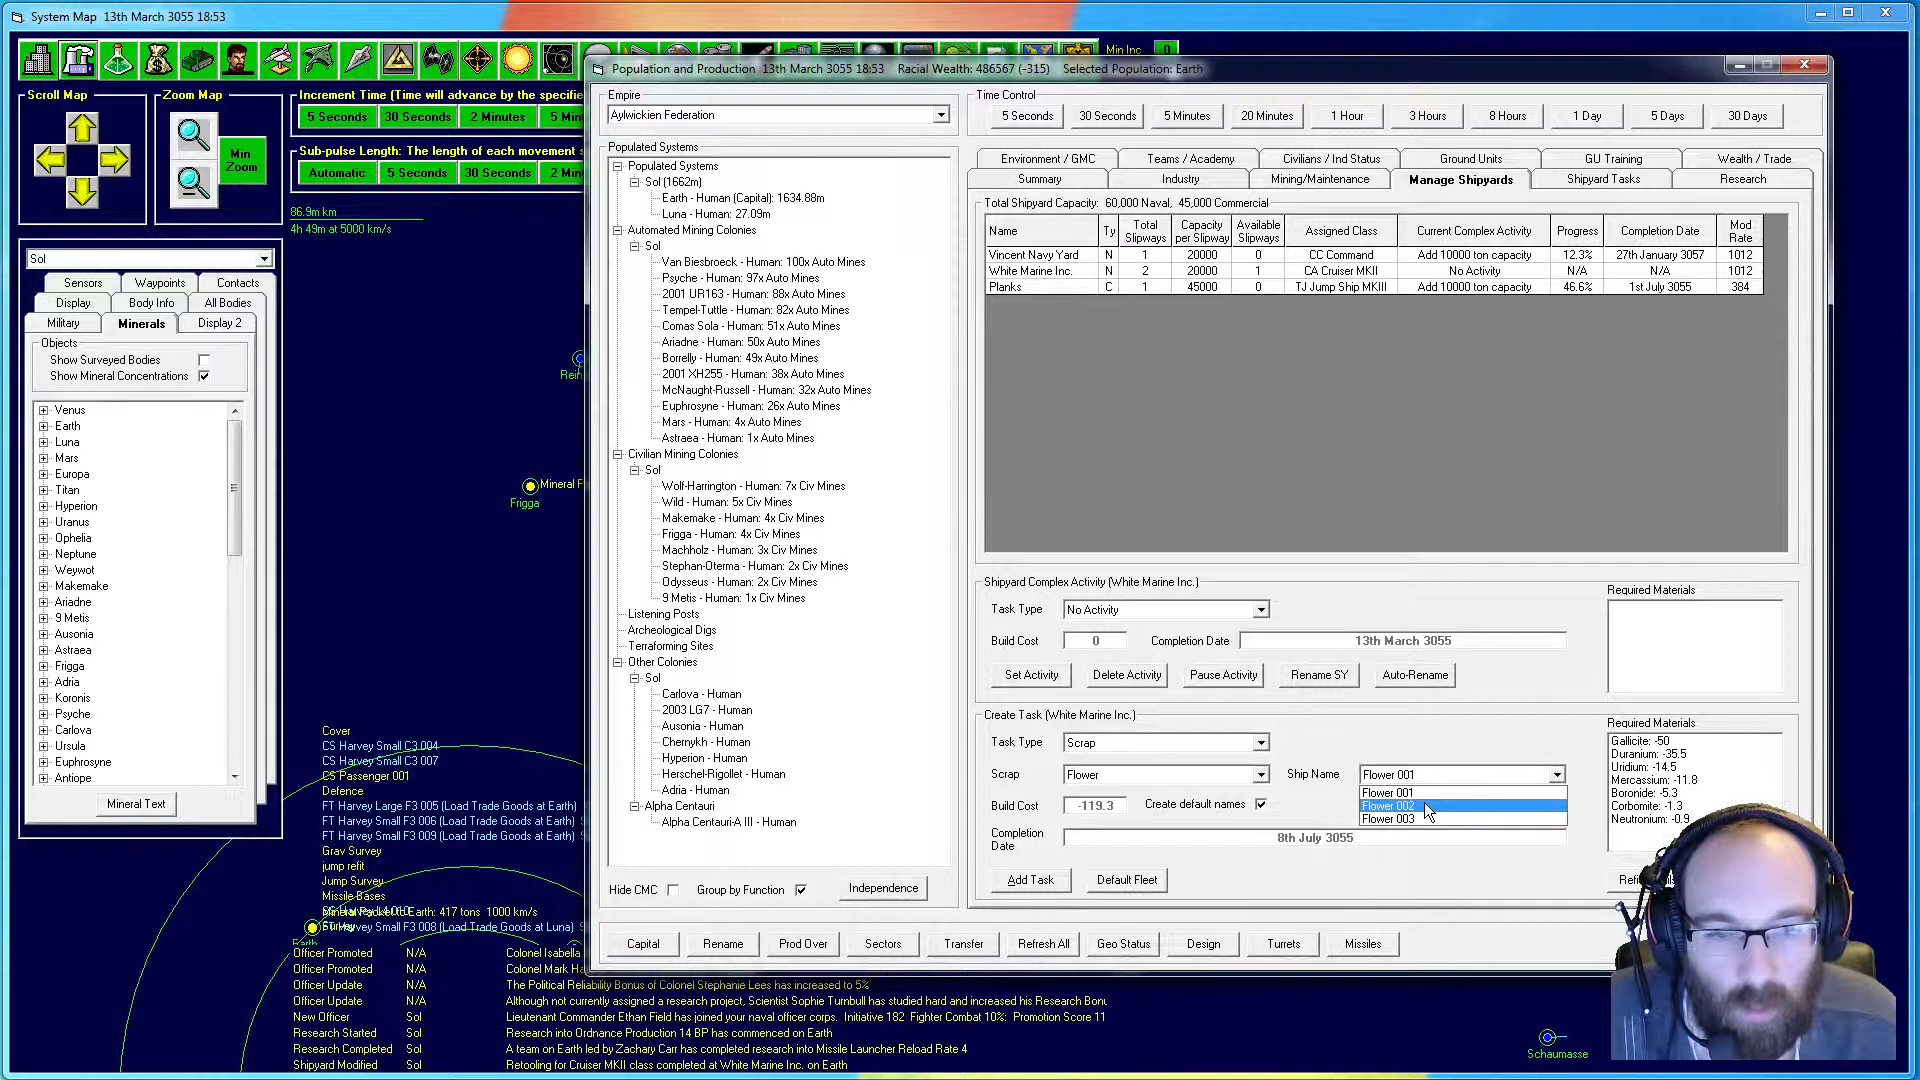 System Map  13th March 3055 18:53
Min Inc  0
Scroll Map
Zoom Map
Min Zoom
Increment Time (Time will advance by the specifie
5 Seconds  30 Seconds  2 Minutes  5 Min
Sub-pulse Length: The length of each movement s
Automatic  5 Seconds  30 Seconds  2 Min
86.9m km
4h 49m at 5000 km/s
Sol
Sensors  Waypoints  Contacts
Display  Body Info  All Bodies
Military  Minerals  Display 2
Objects
Show Surveyed Bodies
Show Mineral Concentrations
Venus
Earth
Luna
Mars
Europa
Titan
Hyperion
Uranus
Ophelia
Neptune
Weywot
Makemake
Ariadne
9 Metis
Ausonia
Astraea
Frigga
Adria
Koronis
Psyche
Carlova
Ursula
Euphrosyne
Antiope
Mineral Text
Rein
Mineral F
Frigga
Cover
CS Harvey Small C3 004
CS Harvey Small C3 007
CS Passenger 001
Defence
FT Harvey Large F3 005 (Load Trade Goods at Earth)
FT Harvey Small F3 006 (Load Trade Goods at Earth)
FT Harvey Small F3 009 (Load Trade Goods at Earth)
Grav Survey
jump refit
Jump Survey
Missile Bases
Mineral Packet to Earth: 417 tons  1000 km/s
FT Harvey Small F3 008 (Load Trade Goods at Luna)
Earth
Officer Promoted  N/A  Colonel Isabella
Officer Promoted  N/A  Colonel Mark Ha
Officer Update  N/A  The Political Reliability Bonus of Colonel Stephanie Lees has increased to 5%
Officer Update  N/A  Although not currently assigned a research project, Scientist Sophie Turnbull has studied hard and increased his Research Bonu
New Officer  Sol  Lieutenant Commander Ethan Field has joined your naval officer corps.  Initiative 182  Fighter Combat 10%:  Promotion Score 11
Research Started  Sol  Research into Ordnance Production 14 BP has commenced on Earth
Research Completed  Sol  A team on Earth led by Zachary Carr has completed research into Missile Launcher Reload Rate 4
Shipyard Modified  Sol  Retooling for Cruiser MKII class completed at White Marine Inc. on Earth
Schaumasse
Population and Production  13th March 3055 18:53  Racial Wealth: 486567 (-315)  Selected Population: Earth
Empire
Aylwickien Federation
Populated Systems
Populated Systems
Sol (1662m)
Earth - Human (Capital): 1634.88m
Luna - Human: 27.09m
Automated Mining Colonies
Sol
Van Biesbroeck - Human: 100x Auto Mines
Psyche - Human: 97x Auto Mines
2001 UR163 - Human: 88x Auto Mines
Tempel-Tuttle - Human: 82x Auto Mines
Comas Sola - Human: 51x Auto Mines
Ariadne - Human: 50x Auto Mines
Borrelly - Human: 49x Auto Mines
2001 XH255 - Human: 38x Auto Mines
McNaught-Russell - Human: 32x Auto Mines
Euphrosyne - Human: 26x Auto Mines
Mars - Human: 4x Auto Mines
Astraea - Human: 1x Auto Mines
Civilian Mining Colonies
Sol
Wolf-Harrington - Human: 7x Civ Mines
Wild - Human: 5x Civ Mines
Makemake - Human: 4x Civ Mines
Frigga - Human: 4x Civ Mines
Machholz - Human: 3x Civ Mines
Stephan-Oterma - Human: 2x Civ Mines
Odysseus - Human: 2x Civ Mines
9 Metis - Human: 1x Civ Mines
Listening Posts
Archeological Digs
Terraforming Sites
Other Colonies
Sol
Carlova - Human
2003 LG7 - Human
Ausonia - Human
Chernykh - Human
Hyperion - Human
Herschel-Rigollet - Human
Adria - Human
Alpha Centauri
Alpha Centauri-A III - Human
Hide CMC  Group by Function  Independence
Time Control
5 Seconds  30 Seconds  5 Minutes  20 Minutes  1 Hour  3 Hours  8 Hours  1 Day  5 Days  30 Days
Environment / GMC  Teams / Academy  Civilians / Ind Status  Ground Units  GU Training  Wealth / Trade
Summary  Industry  Mining/Maintenance  Manage Shipyards  Shipyard Tasks  Research
Total Shipyard Capacity:  60,000 Naval,  45,000 Commercial
Name  Ty  Total Slipways  Capacity per Slipway  Available Slipways  Assigned Class  Current Complex Activity  Progress  Completion Date  Mod Rate
Vincent Navy Yard  N  1  20000  0  CC Command  Add 10000 ton capacity  12.3%  27th January 3057  1012
White Marine Inc.  N  2  20000  1  CA Cruiser MKII  No Activity  N/A  N/A  1012
Planks  C  1  45000  0  TJ Jump Ship MKIII  Add 10000 ton capacity  46.6%  1st July 3055  384
Shipyard Complex Activity (White Marine Inc.)
Required Materials
Task Type  No Activity
Build Cost  0  Completion Date  13th March 3055
Set Activity  Delete Activity  Pause Activity  Rename SY  Auto-Rename
Create Task (White Marine Inc.)
Required Materials
Task Type  Scrap
Scrap  Flower  Ship Name  Flower 001
Flower 001
Flower 002
Flower 003
Build Cost  -119.3  Create default names
Completion Date  8th July 3055
Gallicite: -50
Duranium: -35.5
Uridium: -14.5
Mercassium: -11.8
Boronide: -5.3
Corbomite: -1.3
Neutronium: -0.9
Add Task  Default Fleet
Capital  Rename  Prod Over  Sectors  Transfer  Refresh All  Geo Status  Design  Turrets  Missiles